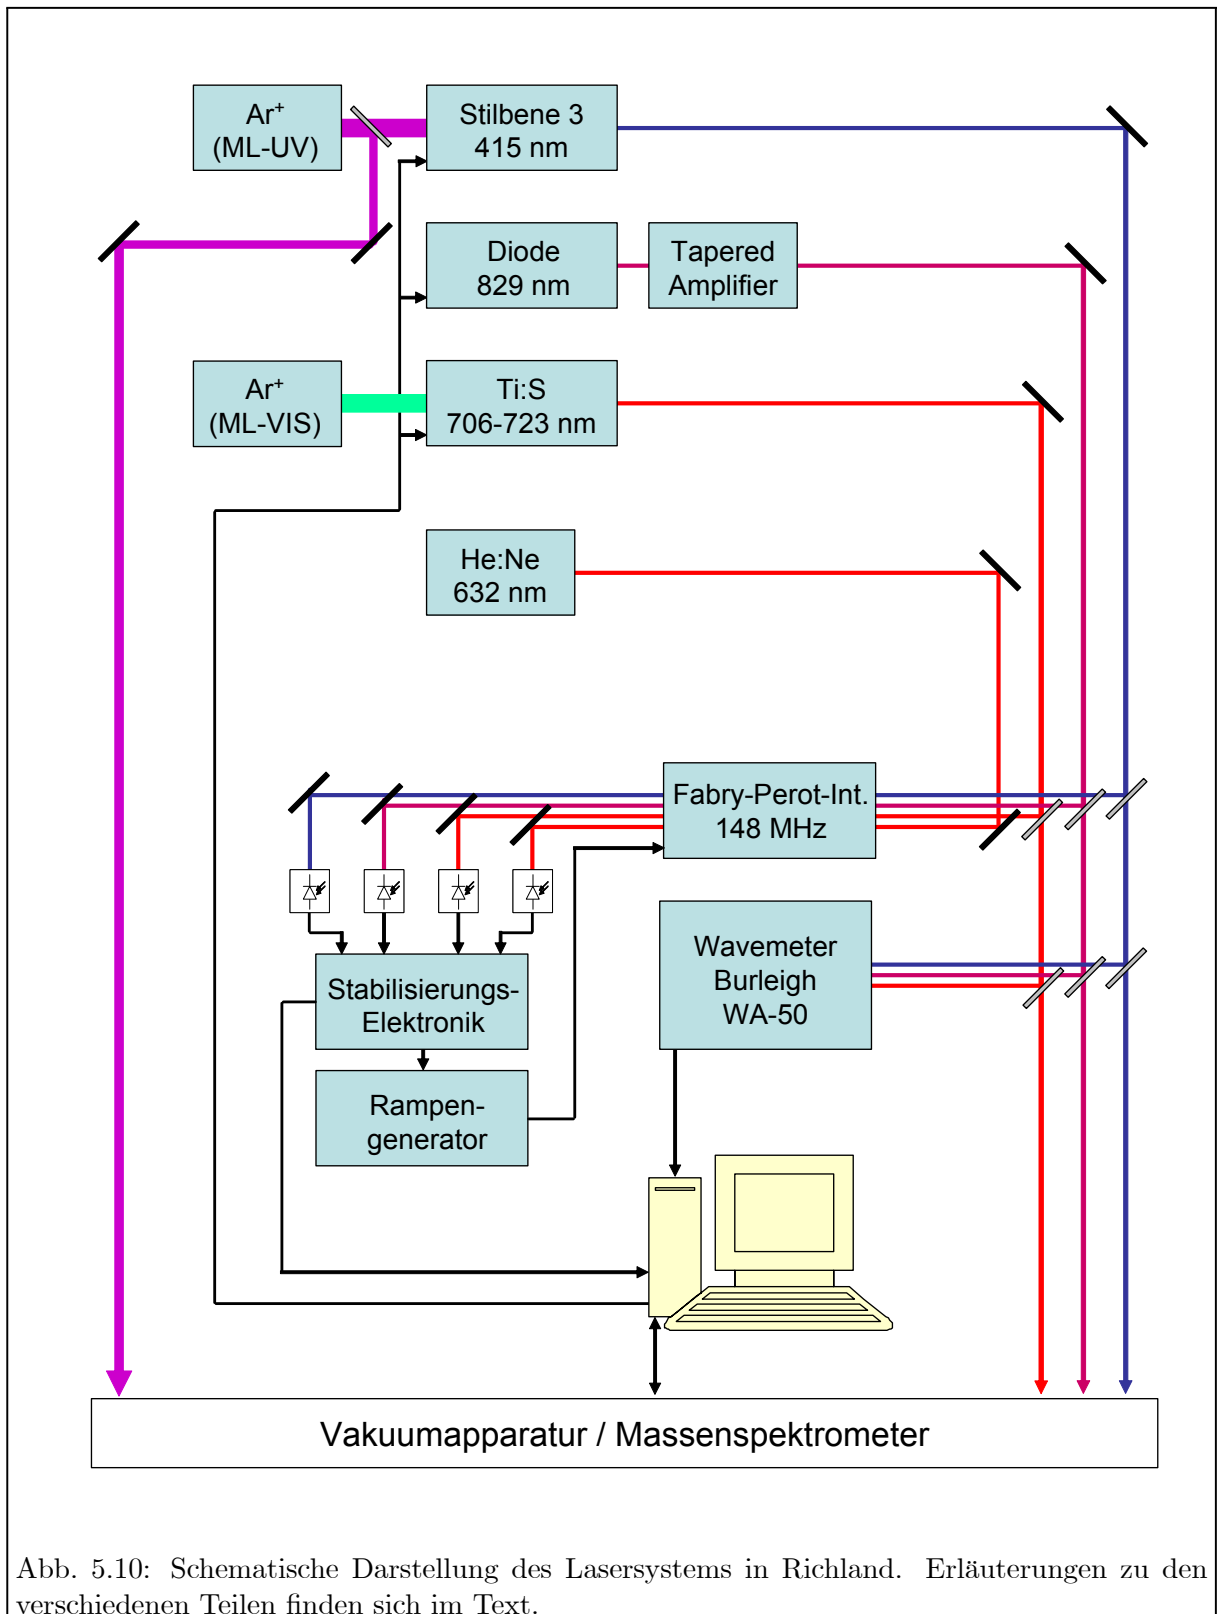 Ar⁺
(ML-UV)
Stilbene 3
415 nm
Diode
829 nm
Tapered
Amplifier
Ar⁺
(ML-VIS)
Ti:S
706-723 nm
He:Ne
632 nm
Fabry-Perot-Int.
148 MHz
Wavemeter
Burleigh
WA-50
Stabilisierungs-
Elektronik
Rampen-
generator
Vakuumapparatur / Massenspektrometer
Abb. 5.10: Schematische Darstellung des Lasersystems in Richland. Erläuterungen zu den
verschiedenen Teilen finden sich im Text.